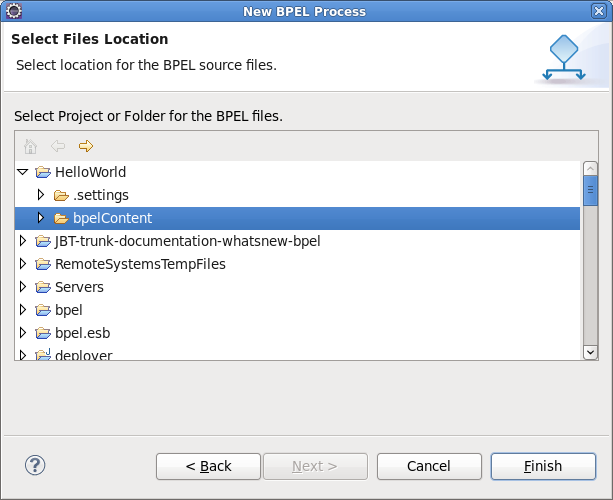 New BPEL Process
Select Files Location
Select location for the BPEL source files.
Select Project or Folder for the BPEL files.
HelloWorld
.settings
bpelContent
JBT-trunk-documentation-whatsnew-bpel
RemoteSystemsTempFiles
Servers
bpel
bpel.esb
deployer
< Back
Next >
Cancel
Finish